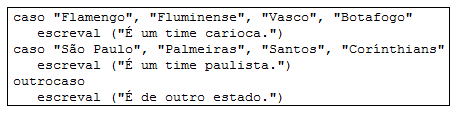 caso "Flamengo", "Fluminense", "Vasco", "Botafogo"
escreval ("É um time carioca.")
caso "São Paulo", "Palmeiras", "Santos", "Corínthians"
escreval ("É um time paulista.")
outrocaso
escreval ("É de outro estado.")